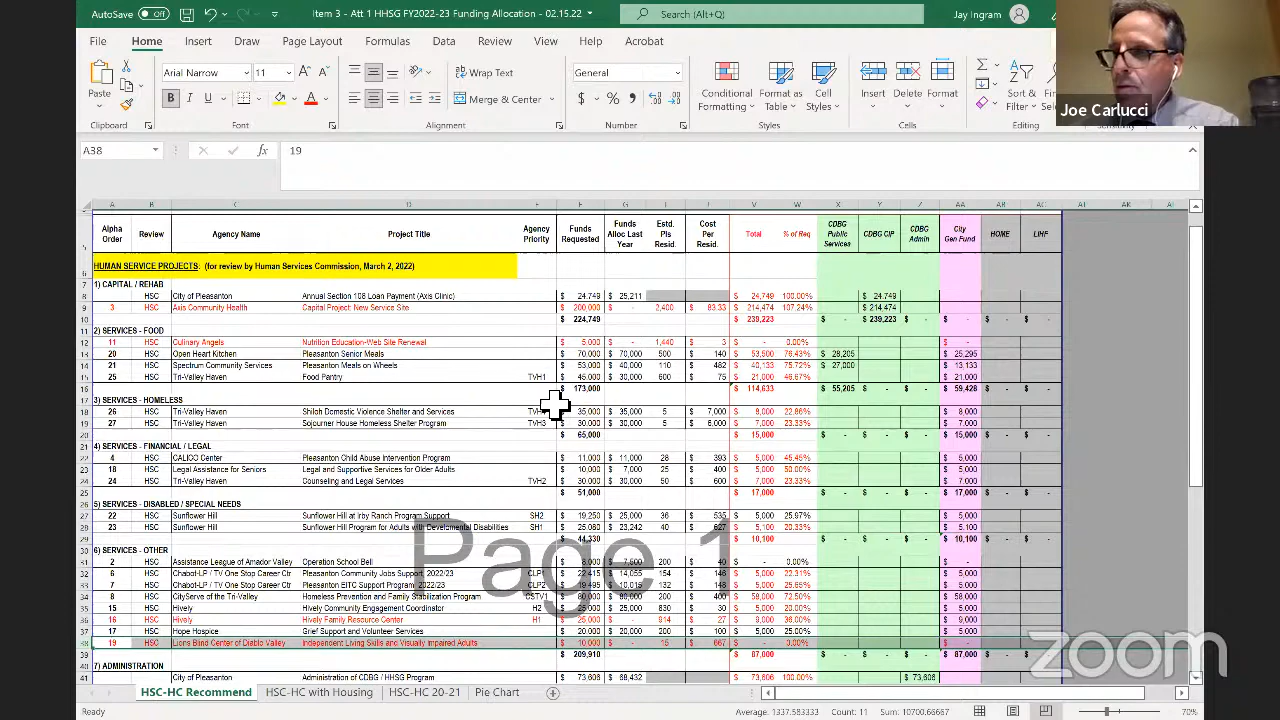 AutoSave Off Item 3 - Att 1 HHSG FY2022-23 Funding Allocation - 02.15.22 Search (Alt+Q) Jay Ingram
File Home Insert Draw Page Layout Formulas Data Review View Help Acrobat
Arial Narrow 11 Wrap Text General
Paste B I U Merge & Center $ % Conditional Formatting Format as Table Cell Styles Insert Delete Format Sort & Filter Find & Select
Clipboard Font Alignment Number Styles Cells Editing
Joe Carlucci
A38 fx 19
Alpha Order Review Agency Name Project Title Agency Priority Funds Requested Funds Alloc Last Year Estd. Pls Resid. Cost Per Resid. Total % of Req CDBG Public Services CDBG CIP CDBG Admin City Gen Fund HOME LIHF
HUMAN SERVICE PROJECTS: (for review by Human Services Commission, March 2, 2022)
1) CAPITAL / REHAB
HSC City of Pleasanton Annual Section 108 Loan Payment (Axis Clinic) $ 24,749 $ 25,211 $ 24,749 100.00% $ 24,749
3 HSC Axis Community Health Capital Project: New Service Site $ 200,000 $ - 2,400 $ 83.33 $ 214,474 107.24% $ 214,474
$ 224,749 $ 239,223 $ - $ 239,223 $ - $ - $ - $ -
2) SERVICES - FOOD
11 HSC Culinary Angels Nutrition Education-Web Site Renewal $ 5,000 $ - 1,440 $ 3 $ - 0.00% $ -
20 HSC Open Heart Kitchen Pleasanton Senior Meals $ 70,000 $ 70,000 500 $ 140 $ 53,500 76.43% $ 28,205 $ 25,295
21 HSC Spectrum Community Services Pleasanton Meals on Wheels $ 53,000 $ 40,000 110 $ 482 $ 40,133 75.72% $ 27,000 $ 13,133
25 HSC Tri-Valley Haven Food Pantry TVH1 $ 45,000 $ 30,000 600 $ 75 $ 21,000 46.67% $ 21,000
$ 173,000 $ 114,633 $ 55,205 $ - $ - $ 59,428 $ - $ -
3) SERVICES - HOMELESS
26 HSC Tri-Valley Haven Shiloh Domestic Violence Shelter and Services 35,000 $ 35,000 5 $ 7,000 $ 8,000 22.86% $ 8,000
27 HSC Tri-Valley Haven Sojourner House Homeless Shelter Program TVH3 $ 30,000 $ 30,000 5 $ 6,000 $ 7,000 23.33% $ 7,000
$ 65,000 $ 15,000 $ - $ - $ - $ 15,000 $ - $ -
4) SERVICES - FINANCIAL / LEGAL
4 HSC CALICO Center Pleasanton Child Abuse Intervention Program $ 11,000 $ 11,000 28 $ 393 $ 5,000 45.45% $ 5,000
18 HSC Legal Assistance for Seniors Legal and Supportive Services for Older Adults $ 10,000 $ 7,000 25 $ 400 $ 5,000 50.00% $ 5,000
24 HSC Tri-Valley Haven Counseling and Legal Services TVH2 $ 30,000 $ 30,000 50 $ 600 $ 7,000 23.33% $ 7,000
$ 51,000 $ 17,000 $ - $ - $ - $ 17,000 $ - $ -
5) SERVICES - DISABLED / SPECIAL NEEDS
22 HSC Sunflower Hill Sunflower Hill at Irby Ranch Program Support SH2 $ 19,250 $ 25,000 36 $ 535 $ 5,000 25.97% $ 5,000
23 HSC Sunflower Hill Sunflower Hill Program for Adults with Developmental Disabilities SH1 $ 25,080 $ 23,242 40 $ 627 $ 5,100 20.33% $ 5,100
$ 44,330 $ 10,100 $ - $ - $ - $ 10,100 $ - $ -
6) SERVICES - OTHER
2 HSC Assistance League of Amador Valley Operation School Bell $ 8,000 $ 7,500 200 $ 40 $ - 0.00% $ -
6 HSC Chabot-LP / TV One Stop Career Ctr Pleasanton Community Jobs Support, 2022/23 CLP1 $ 22,415 $ 14,055 154 $ 146 $ 5,000 22.31% $ 5,000
7 HSC Chabot-LP / TV One Stop Career Ctr Pleasanton EITC Support Program, 2022/23 CLP2 $ 19,495 $ 10,015 132 $ 148 $ 5,000 25.65% $ 5,000
8 HSC CityServe of the Tri-Valley Homeless Prevention and Family Stabilization Program CSTV1 $ 80,000 $ 80,000 200 $ 400 $ 58,000 72.50% $ 58,000
15 HSC Hively Hively Community Engagement Coordinator H2 $ 25,000 $ 25,000 830 $ 30 $ 5,000 20.00% $ 5,000
16 HSC Hively Hively Family Resource Center H1 $ 25,000 $ - 914 $ 27 $ 9,000 36.00% $ 9,000
17 HSC Hope Hospice Grief Support and Volunteer Services $ 20,000 $ 20,000 200 $ 100 $ 5,000 25.00% $ 5,000
19 HSC Lions Blind Center of Diablo Valley Independent Living Skills and Visually Impaired Adults $ 10,000 $ - 15 $ 667 $ - 0.00% $ -
$ 209,910 $ 87,000 $ - $ - $ - $ 87,000 $ - $ -
7) ADMINISTRATION
City of Pleasanton Administration of CDBG / HHSG Program $ 73,606 $ 68,432 $ 73,606 100.00% $ 73,606
Page 1
zoom
HSC-HC Recommend HSC-HC with Housing HSC-HC 20-21 Pie Chart
Ready Average: 1337.583333 Count: 11 Sum: 10700.66667 70%